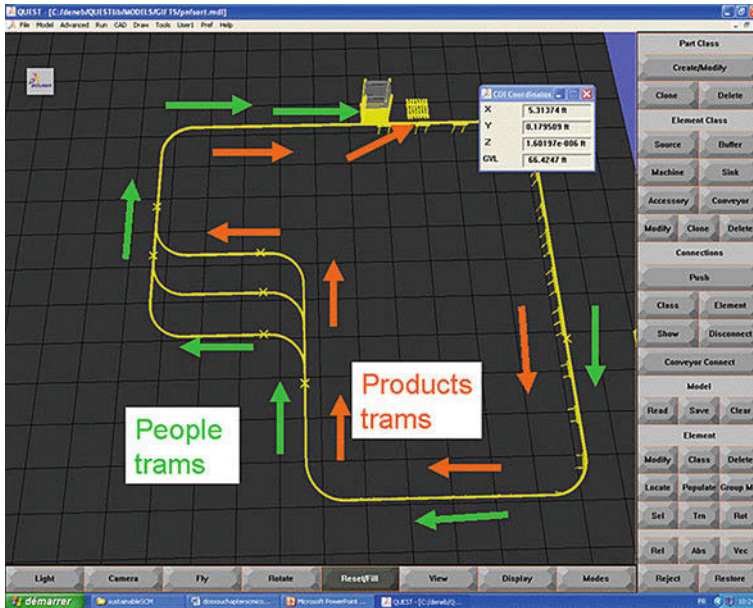 QUEST - [C:/deneb/QUESTlib/MODELS/GIFTS/pnfsort.mdl]
File Model Advanced Run CAD Draw Tools User1 Pref Help
CDI Coordinates
X 5.31374 ft
Y 0.179509 ft
Z 1.60197e-006 ft
GVL 66.4247 ft
People
trams
Products
trams
Part Class
Create/Modify
Clone Delete
Element Class
Source Buffer
Machine Sink
Accessory Conveyor
Modify Clone Delete
Connections
Push
Class Element
Show Disconnect
Conveyor Connect
Model
Read Save Clear
Element
Modify Class Delete
Locate Populate Group M
Sel Trn Rot
Rel Abs Vec
Light Camera Fly Rotate Reset/Fill View Display Modes Reject Restore
démarrer sustainableSCM Microsoft PowerPoint ... QUEST - [C:/deneb/Q... FR